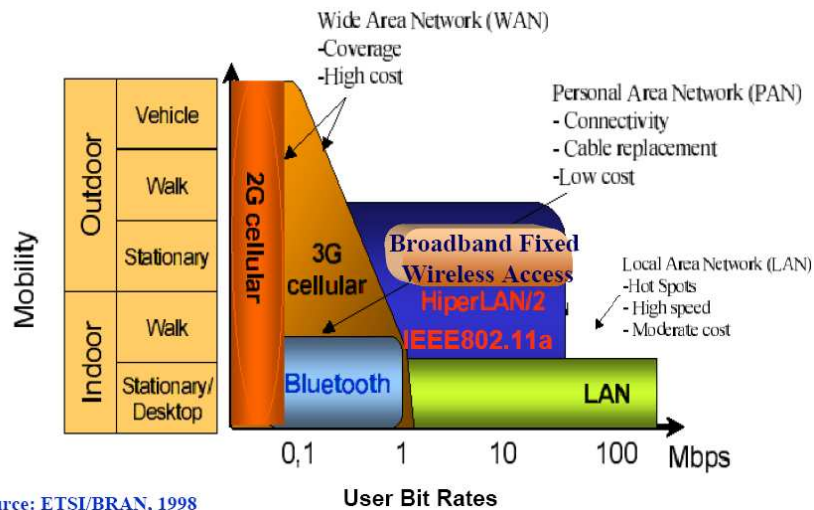 Wide Area Network (WAN)
-Coverage
-High cost
Personal Area Network (PAN)
- Connectivity
- Cable replacement
-Low cost
Local Area Network (LAN)
-Hot Spots
- High speed
- Moderate cost
Mobility
Outdoor
Vehicle
Walk
Stationary
Indoor
Walk
Stationary/
Desktop
2G cellular
3G
cellular
Broadband Fixed
Wireless Access
HiperLAN/2
IEEE802.11a
Bluetooth
LAN
0,1 1 10 100 Mbps
User Bit Rates
urce: ETSI/BRAN, 1998